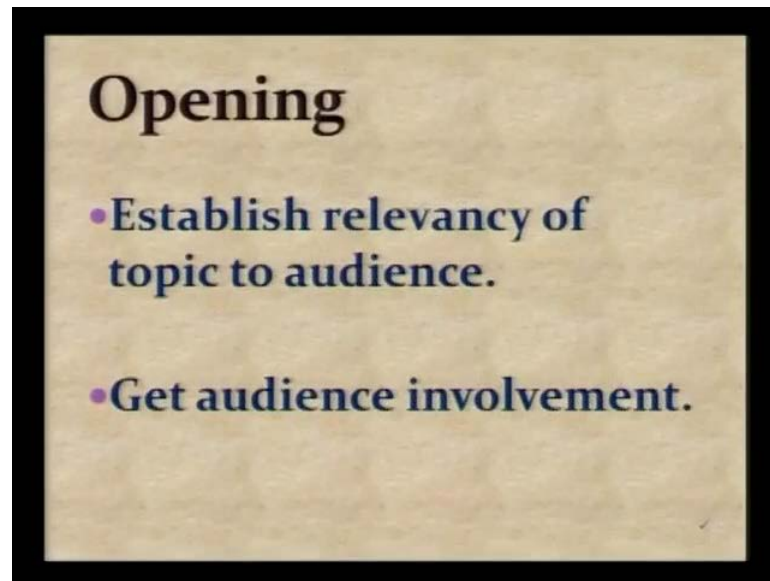 Opening
•Establish relevancy of
topic to audience.
•Get audience involvement.